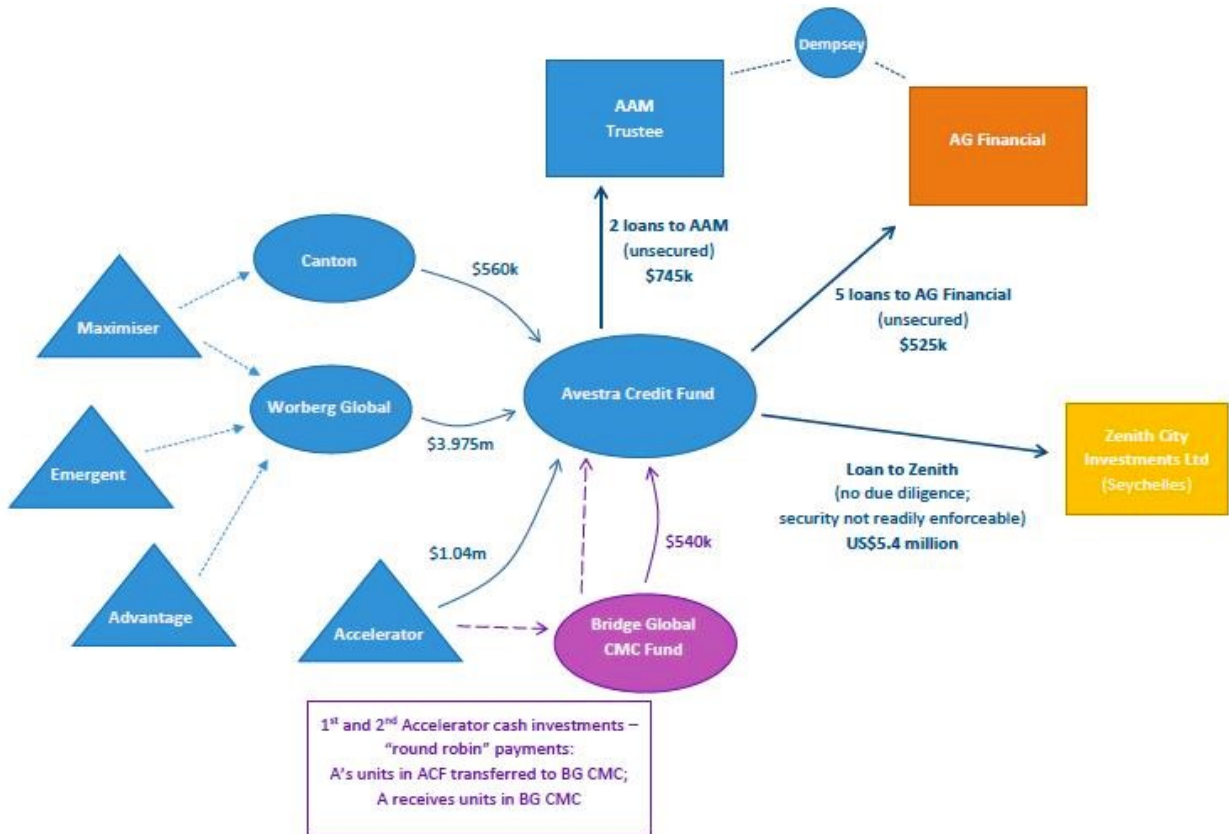 Dempsey
AAM
Trustee
AG Financial
2 loans to AAM
(unsecured)
$745k
Canton
$560k
5 loans to AG Financial
(unsecured)
$525k
Maximiser
Worberg Global
Avestra Credit Fund
$3.975m
Zenith City
Investments Ltd
(Seychelles)
Emergent
Loan to Zenith
(no due diligence;
security not readily enforceable)
US$5.4 million
$1.04m
$540k
Advantage
Accelerator
Bridge Global
CMC Fund
1st and 2nd Accelerator cash investments –
“round robin” payments:
A’s units in ACF transferred to BG CMC;
A receives units in BG CMC